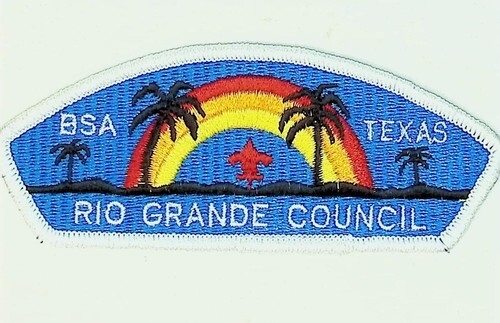 BSA TEXAS
RIO GRANDE COUNCIL